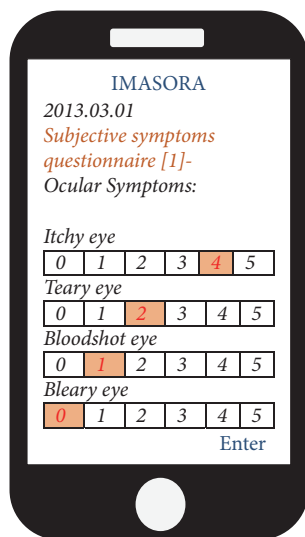 IMASORA
2013.03.01
Subjective symptoms
questionnaire [1]-
Ocular Symptoms:
Itchy eye
0 1 2 3 4 5
Teary eye
0 1 2 3 4 5
Bloodshot eye
0 1 2 3 4 5
Bleary eye
0 1 2 3 4 5
Enter